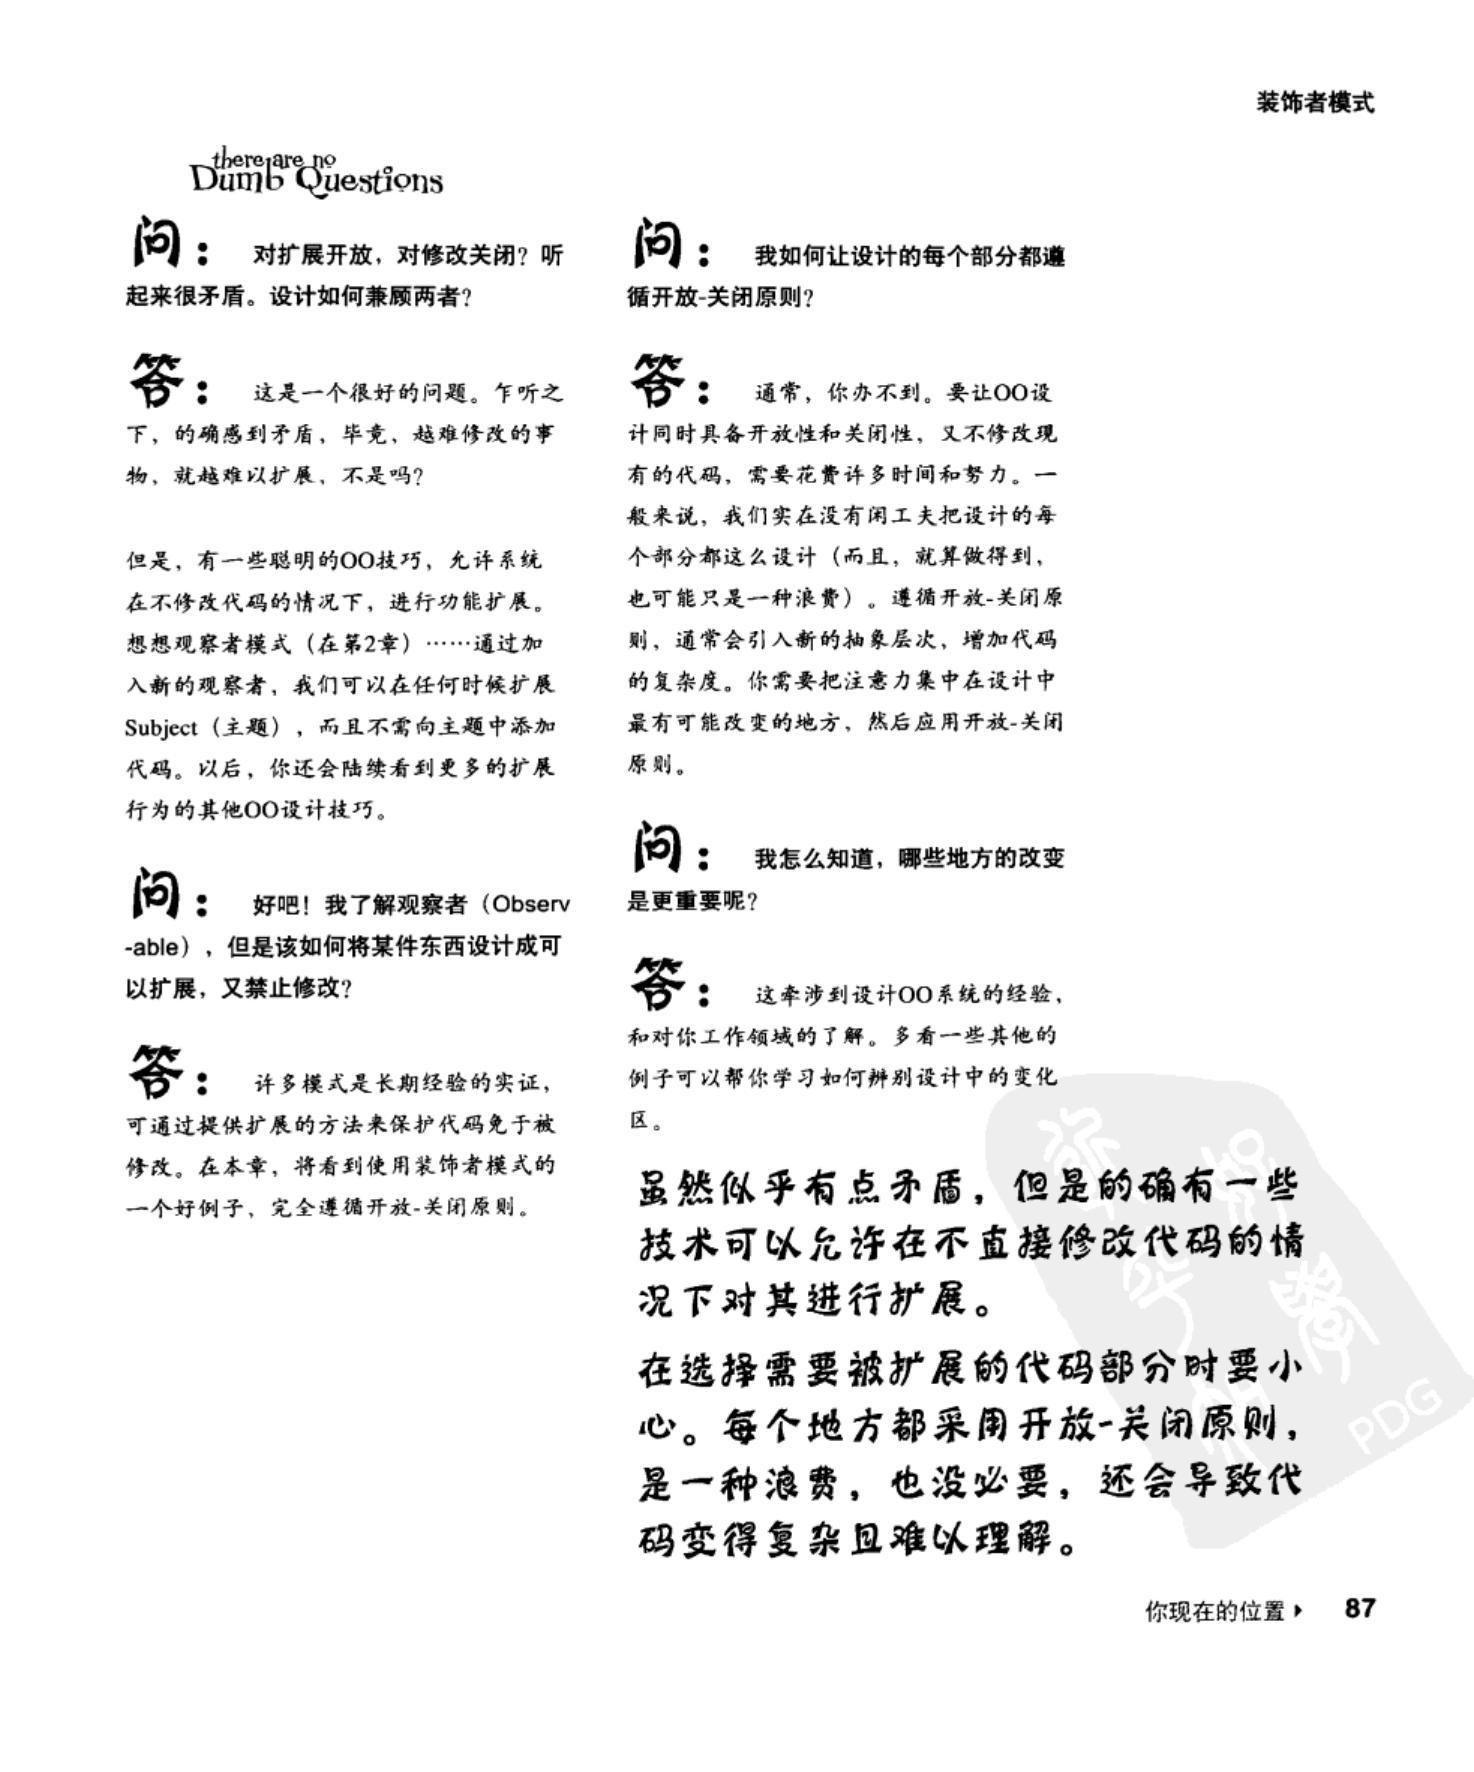 装饰者模式
there are no
Dumb Questions
问： 对扩展开放，对修改关闭？听
起来很矛盾。设计如何兼顾两者？
答： 这是一个很好的问题。乍听之
下，的确感到矛盾，毕竟，越难修改的事
物，就越难以扩展，不是吗？
但是，有一些聪明的OO技巧，允许系统
在不修改代码的情况下，进行功能扩展。
想想观察者模式（在第2章）……通过加
入新的观察者，我们可以在任何时候扩展
Subject（主题），而且不需向主题中添加
代码。以后，你还会陆续看到更多的扩展
行为的其他OO设计技巧。
问： 好吧！我了解观察者（Observ
-able），但是该如何将某件东西设计成可
以扩展，又禁止修改？
答： 许多模式是长期经验的实证，
可通过提供扩展的方法来保护代码免于被
修改。在本章，将看到使用装饰者模式的
一个好例子，完全遵循开放-关闭原则。
问： 我如何让设计的每个部分都遵
循开放-关闭原则？
答： 通常，你办不到。要让OO设
计同时具备开放性和关闭性，又不修改现
有的代码，需要花费许多时间和努力。一
般来说，我们实在没有闲工夫把设计的每
个部分都这么设计（而且，就算做得到，
也可能只是一种浪费）。遵循开放-关闭原
则，通常会引入新的抽象层次，增加代码
的复杂度。你需要把注意力集中在设计中
最有可能改变的地方，然后应用开放-关闭
原则。
问： 我怎么知道，哪些地方的改变
是更重要呢？
答： 这牵涉到设计OO系统的经验，
和对你工作领域的了解。多看一些其他的
例子可以帮你学习如何辨别设计中的变化
区。
虽然似乎有点矛盾，但是的确有一些
技术可以允许在不直接修改代码的情
况下对其进行扩展。
在选择需要被扩展的代码部分时要小
心。每个地方都采用开放-关闭原则，
是一种浪费，也没必要，还会导致代
码变得复杂且难以理解。
PDG
你现在的位置 87